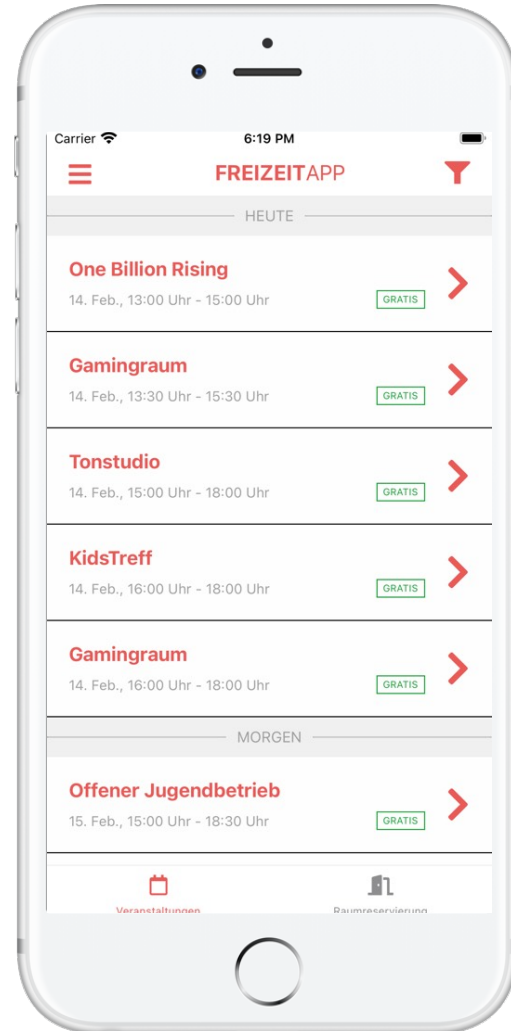 Carrier 6:19 PM
FREIZEITAPP
HEUTE
One Billion Rising
14. Feb., 13:00 Uhr - 15:00 Uhr GRATIS
Gamingraum
14. Feb., 13:30 Uhr - 15:30 Uhr GRATIS
Tonstudio
14. Feb., 15:00 Uhr - 18:00 Uhr GRATIS
KidsTreff
14. Feb., 16:00 Uhr - 18:00 Uhr GRATIS
Gamingraum
14. Feb., 16:00 Uhr - 18:00 Uhr GRATIS
MORGEN
Offener Jugendbetrieb
15. Feb., 15:00 Uhr - 18:30 Uhr GRATIS
Veranstaltungen Raumreservierung